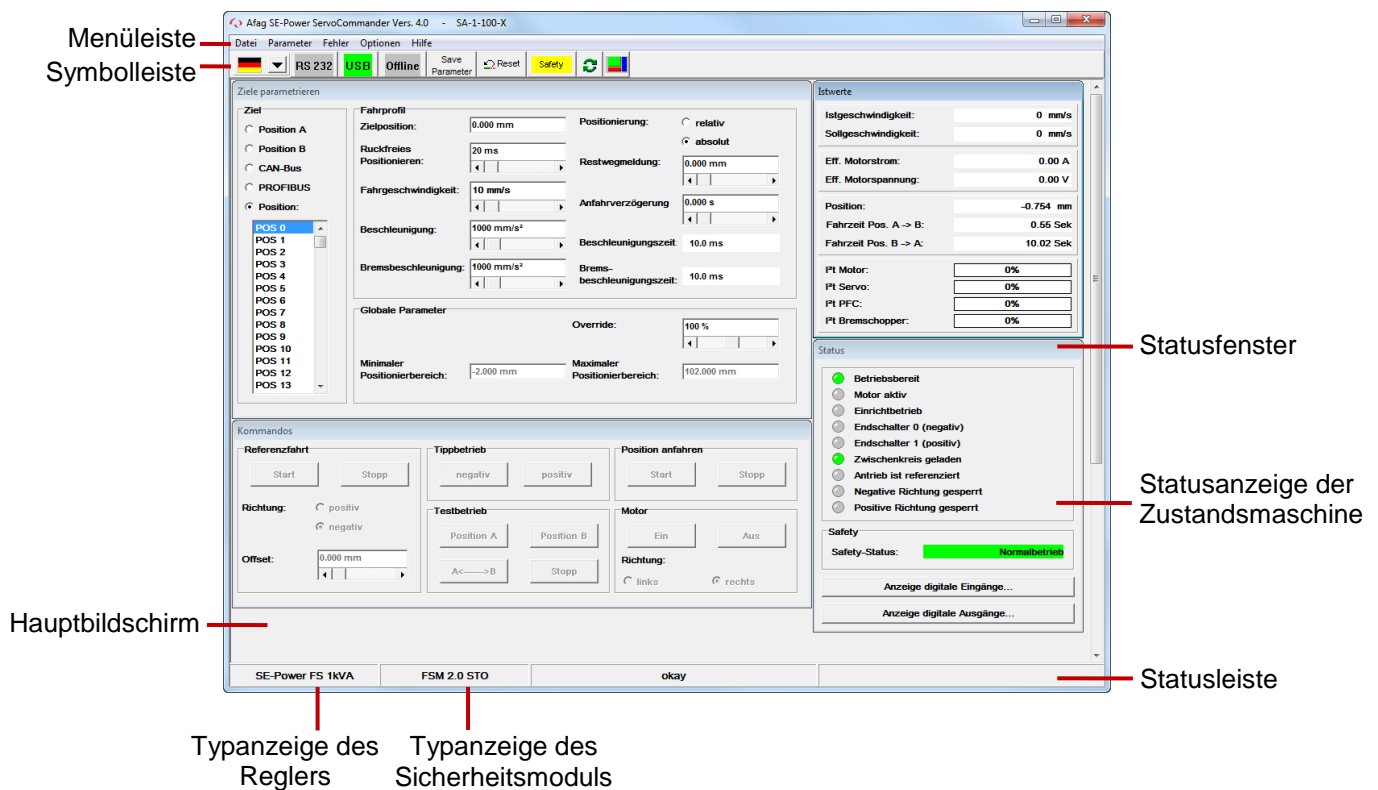 Afag SE-Power ServoCommander Vers. 4.0 - SA-1-100-X
Menüleiste
Datei Parameter Fehler Optionen Hilfe
Symbolleiste
RS 232 USB Offline Save Parameter Reset Safety
Ziele parametrieren
Ziel
Position A
Position B
CAN-Bus
PROFIBUS
Position:
POS 0
POS 1
POS 2
POS 3
POS 4
POS 5
POS 6
POS 7
POS 8
POS 9
POS 10
POS 11
POS 12
POS 13
Fahrprofil
Zielposition: 0.000 mm
Ruckfreies Positionieren: 20 ms
Fahrgeschwindigkeit: 10 mm/s
Beschleunigung: 1000 mm/s²
Bremsbeschleunigung: 1000 mm/s²
Positionierung: relativ
absolut
Restwegmeldung: 0.000 mm
Anfahrverzögerung 0.000 s
Beschleunigungszeit: 10.0 ms
Brems-
beschleunigungszeit: 10.0 ms
Globale Parameter
Override: 100 %
Minimaler
Positionierbereich: -2.000 mm
Maximaler
Positionierbereich: 102.000 mm
Istwerte
Istgeschwindigkeit: 0 mm/s
Sollgeschwindigkeit: 0 mm/s
Eff. Motorstrom: 0.00 A
Eff. Motorspannung: 0.00 V
Position: -0.754 mm
Fahrzeit Pos. A -> B: 0.55 Sek
Fahrzeit Pos. B -> A: 10.02 Sek
I²t Motor: 0%
I²t Servo: 0%
I²t PFC: 0%
I²t Bremschopper: 0%
Statusfenster
Status
Betriebsbereit
Motor aktiv
Einrichtbetrieb
Endschalter 0 (negativ)
Endschalter 1 (positiv)
Zwischenkreis geladen
Antrieb ist referenziert
Negative Richtung gesperrt
Positive Richtung gesperrt
Statusanzeige der
Zustandsmaschine
Safety
Safety-Status: Normalbetrieb
Anzeige digitale Eingänge...
Anzeige digitale Ausgänge...
Kommandos
Referenzfahrt
Start Stopp
Richtung: positiv
negativ
Offset: 0.000 mm
Tippbetrieb
negativ positiv
Testbetrieb
Position A Position B
A<---->B Stopp
Position anfahren
Start Stopp
Motor
Ein Aus
Richtung:
links rechts
Hauptbildschirm
SE-Power FS 1kVA FSM 2.0 STO okay
Statusleiste
Typanzeige des
Reglers
Typanzeige des
Sicherheitsmoduls